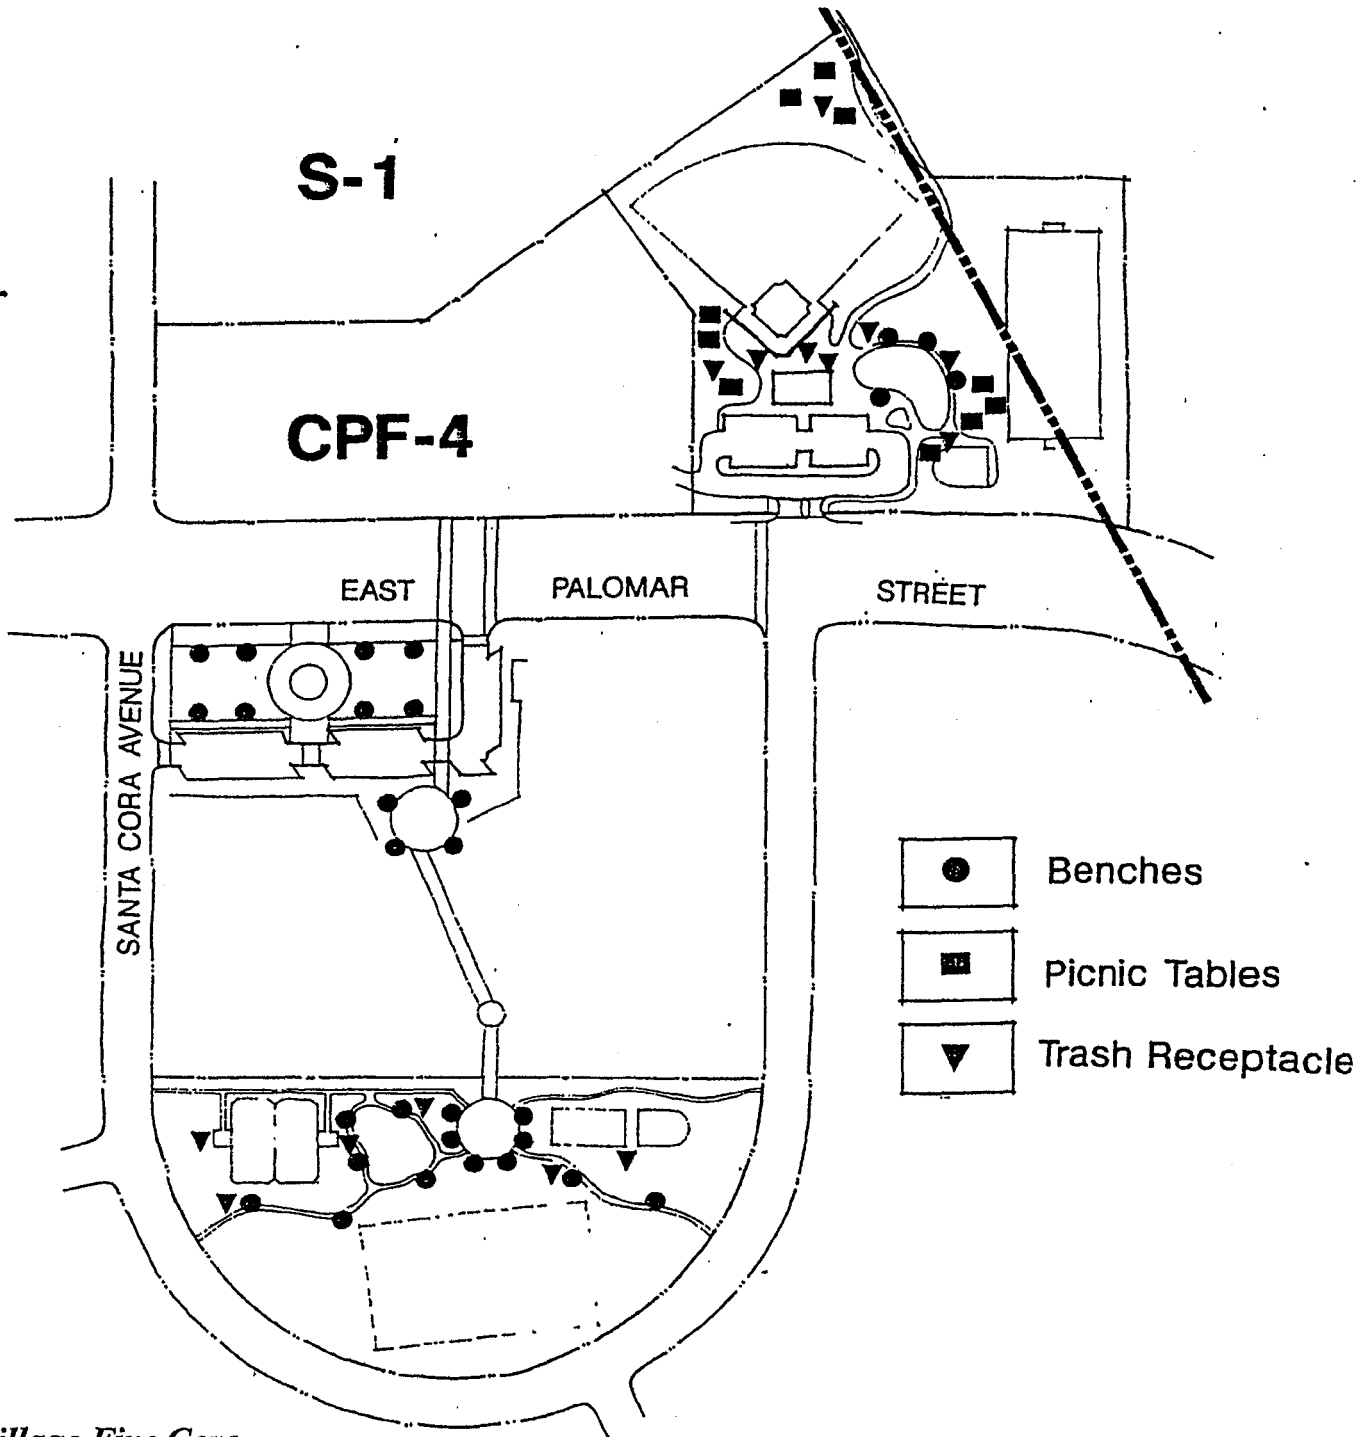 S-1
CPF-4
EAST PALOMAR STREET
SANTA CORA AVENUE
Benches
Picnic Tables
Trash Receptacle